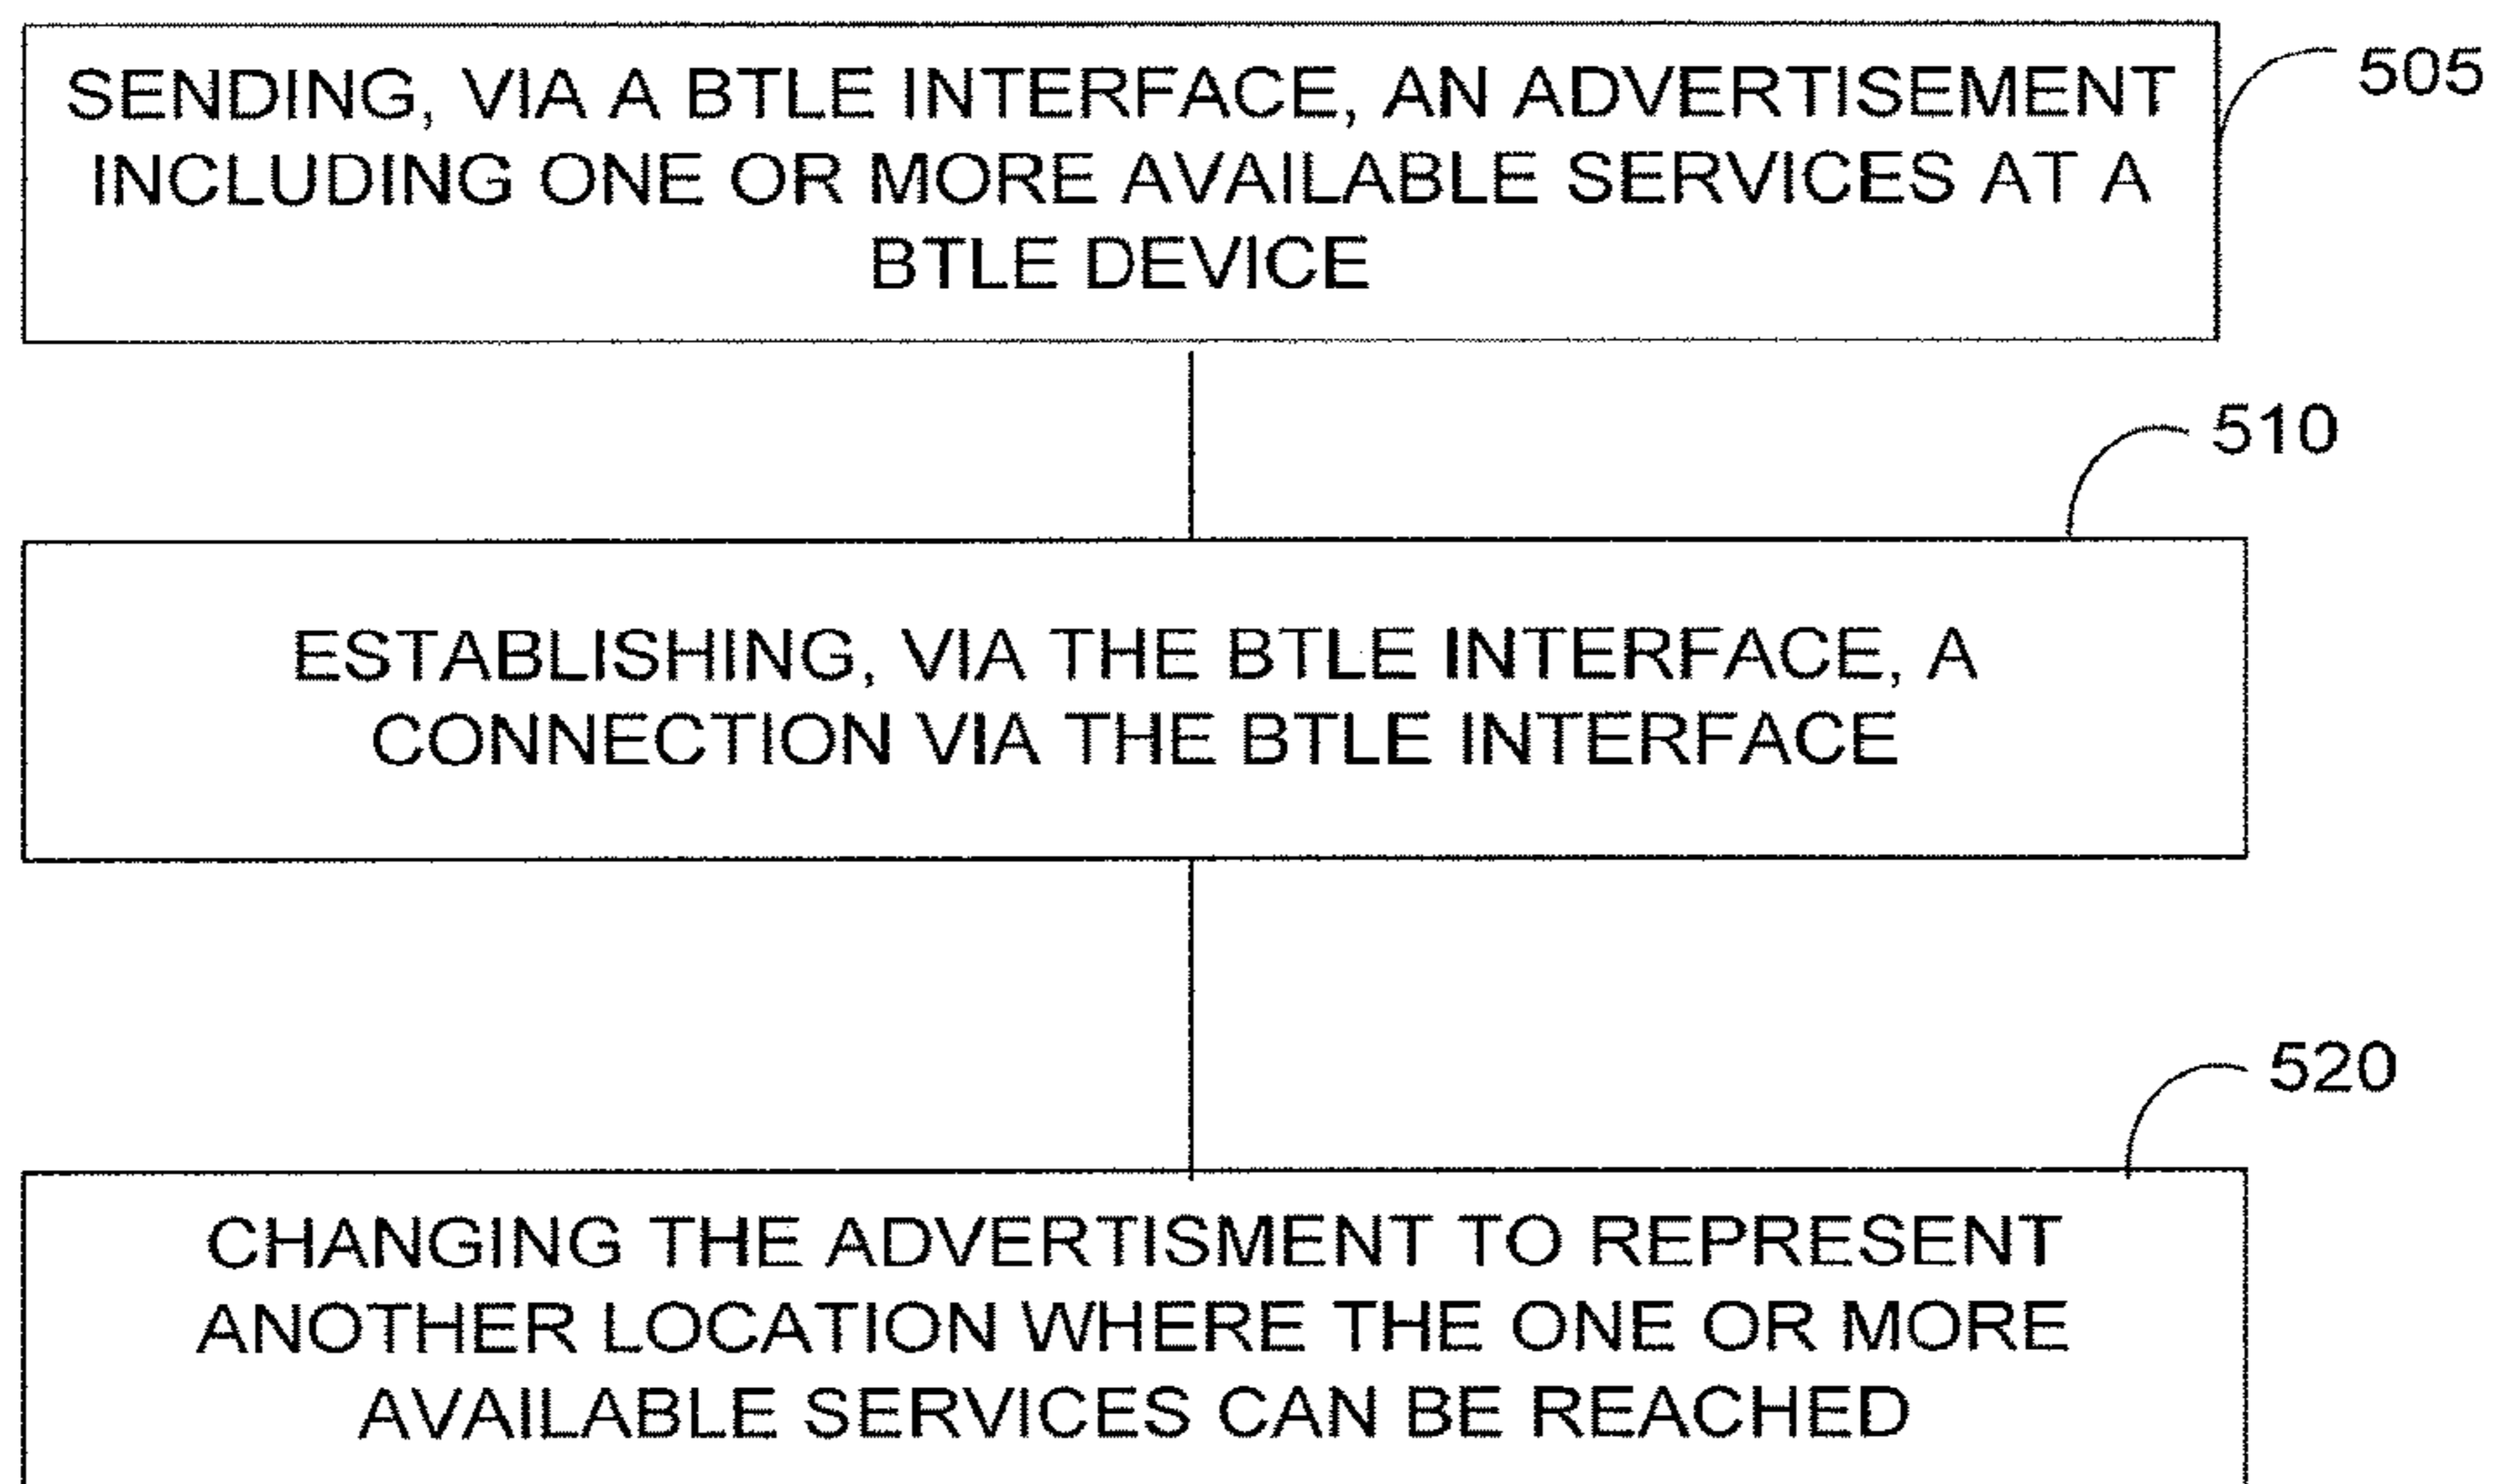 SENDING, VIA A BTLE INTERFACE, AN ADVERTISEMENT
INCLUDING ONE OR MORE AVAILABLE SERVICES AT A
BTLE DEVICE
505
510
ESTABLISHING, VIA THE BTLE INTERFACE, A
CONNECTION VIA THE BTLE INTERFACE
520
CHANGING THE ADVERTISMENT TO REPRESENT
ANOTHER LOCATION WHERE THE ONE OR MORE
AVAILABLE SERVICES CAN BE REACHED